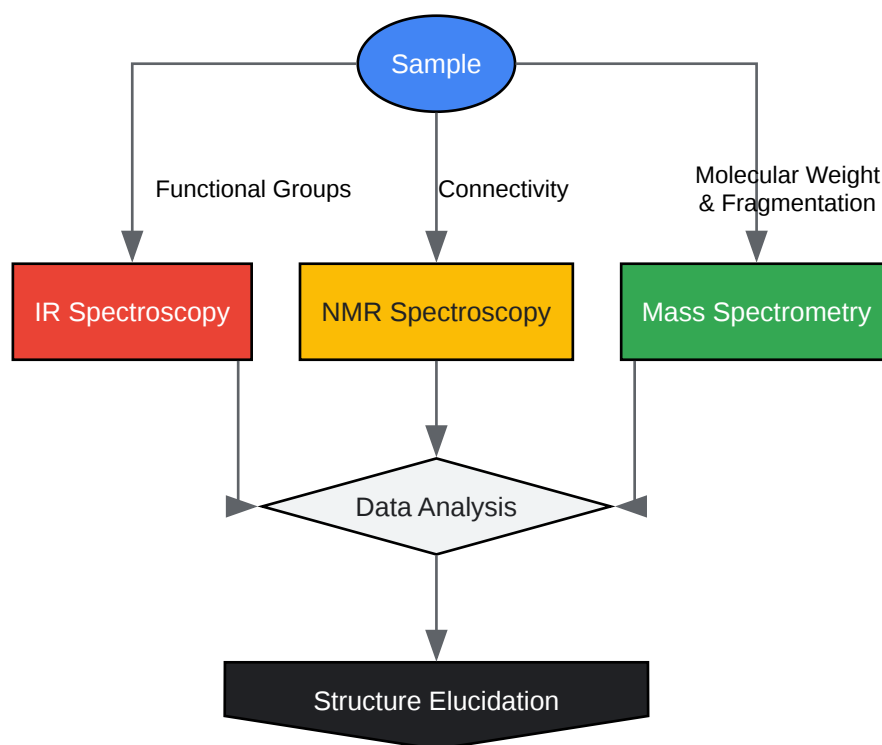 Sample
Functional Groups
Connectivity
Molecular Weight
& Fragmentation
IR Spectroscopy
NMR Spectroscopy
Mass Spectrometry
Data Analysis
Structure Elucidation